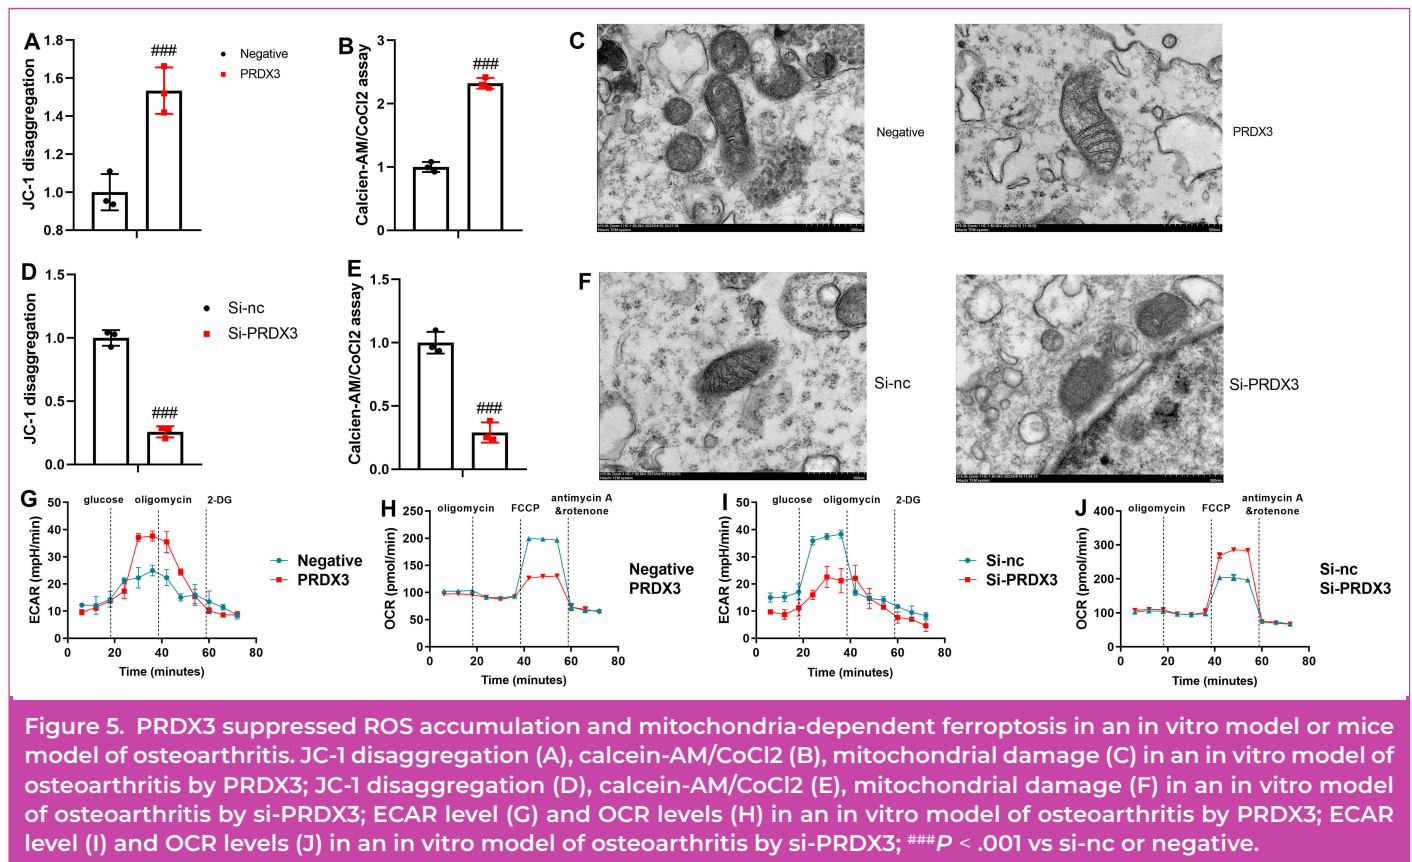 A
JC-1 disaggregation
1.8
1.6
1.4
1.2
1.0
0.8
###
Negative
PRDX3
B
Calcien-AM/CoCl2 assay
3
2
1
0
###
C
Negative
PRDX3
D
JC-1 disaggregation
1.5
1.0
0.5
0.0
###
Si-nc
Si-PRDX3
E
Calcien-AM/CoCl2 assay
1.5
1.0
0.5
0.0
###
F
Si-nc
Si-PRDX3
G
ECAR (mpH/min)
50
40
30
20
10
0
glucose
oligomycin
2-DG
0 20 40 60 80
Time (minutes)
Negative
PRDX3
H
OCR (pmol/min)
250
200
150
100
50
0
oligomycin
FCCP
antimycin A
&rotenone
0 20 40 60 80
Time (minutes)
Negative
PRDX3
I
ECAR (mpH/min)
50
40
30
20
10
0
glucose
oligomycin
2-DG
0 20 40 60 80
Time (minutes)
Si-nc
Si-PRDX3
J
OCR (pmol/min)
400
300
200
100
0
oligomycin
FCCP
antimycin A
&rotenone
0 20 40 60 80
Time (minutes)
Si-nc
Si-PRDX3
Figure 5. PRDX3 suppressed ROS accumulation and mitochondria-dependent ferroptosis in an in vitro model or mice
model of osteoarthritis. JC-1 disaggregation (A), calcein-AM/CoCl2 (B), mitochondrial damage (C) in an in vitro model of
osteoarthritis by PRDX3; JC-1 disaggregation (D), calcein-AM/CoCl2 (E), mitochondrial damage (F) in an in vitro model
of osteoarthritis by si-PRDX3; ECAR level (G) and OCR levels (H) in an in vitro model of osteoarthritis by PRDX3; ECAR
level (I) and OCR levels (J) in an in vitro model of osteoarthritis by si-PRDX3; ###P < .001 vs si-nc or negative.